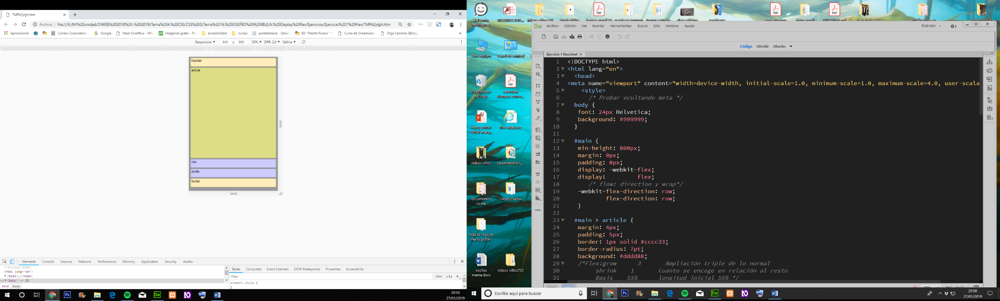 TMPk2ylgh.htm
Archivo | file:///K:/Mi%20unidad/DIWEB%202018%20-%202019/Tema%204.%20CSS/CSS%203/Tema%2016.%20DISEÑO%20FLEXIBLE/6.%20Display%20flex/Ejercicios/Ejercicio%201%20Flex/TMPk2ylgh.htm
Aplicaciones
Correo Corporativo
Google
Stack Overflow - Whe
Imágenes gratis - Pix
accesibilidad
cursos
portalseneca - Sénec
IES "Martín Rivero "
Curso de Dreamweav
Olga Carreras (@olga
Responsive 640 x 966 50% DPR: 2.0 Online
header
article
nav
aside
footer
Elements Console Sources Network Performance Memory Application Security Audits
<!doctype html>
<html lang="en">
<head>…</head>
<body> == $0
html body
Styles Computed Event Listeners DOM Breakpoints Properties Accessibility
Filter :hov .cls +
element.style {
}
20:50
27/01/2019
Balsamiq
Mockups 3
VICEDIRECTOR...
Este equipo
Panel de control
Papelera de
reciclaje
seleccion
alumnos convo...
Harry potter
esther marq...
flex-align.svg
videos niños
OpenWebinars_...
documentos
coche
sliderprueba
toda la saga de
Harry potter
noches
mama.docx
videos niños720
Dw Archivo Edición Ver Insertar Herramientas Buscar Sitio Ventana Ayuda
Estándar
Código Dividir Diseño
Ejercicio 1 flex.html
1 <!DOCTYPE html>
2 <html lang="en">
3 <head>
4 <meta name="viewport" content="width=device-width, initial-scale=1.0, minimum-scale=1.0, maximum-scale=4.0, user-scala
5 <style>
6 /* Probar ocultando meta */
7 body {
8 font: 24px Helvetica;
9 background: #999999;
10 }
11
12 #main {
13 min-height: 800px;
14 margin: 0px;
15 padding: 0px;
16 display: -webkit-flex;
17 display: flex;
18 /* flow: direction y wrap*/
19 -webkit-flex-direction: row;
20 flex-direction: row;
21 }
22
23 #main > article {
24 margin: 4px;
25 padding: 5px;
26 border: 1px solid #cccc33;
27 border-radius: 7pt;
28 background: #dddd88;
29 /*Flex:grow 3 Ampliación triple de lo normal
30 shrink 1 Cuanto se encoge en relación al resto
31 Basis 55% longitud inicial 55% */
Escribe aquí para buscar
20:50
27/01/2019